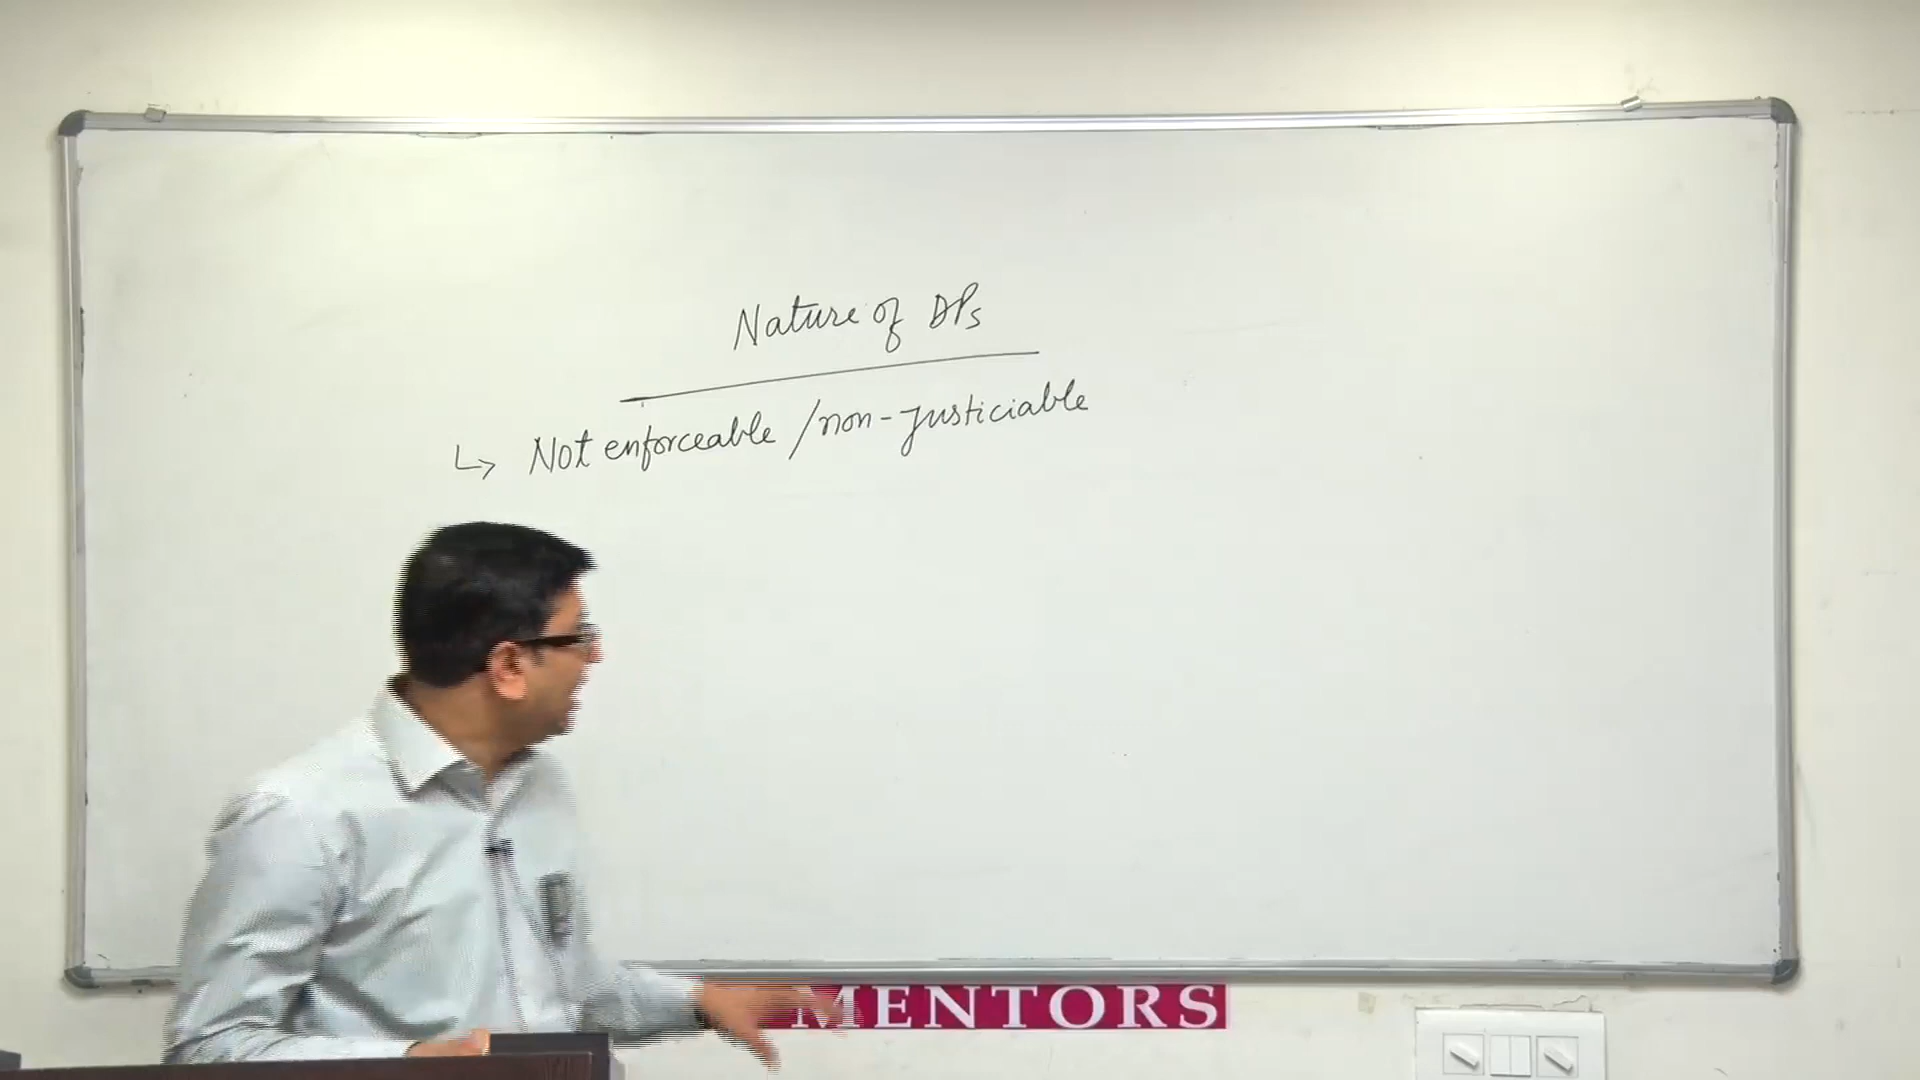 Nature of DPs
↳ Not enforceable / non-justiciable
MENTORS